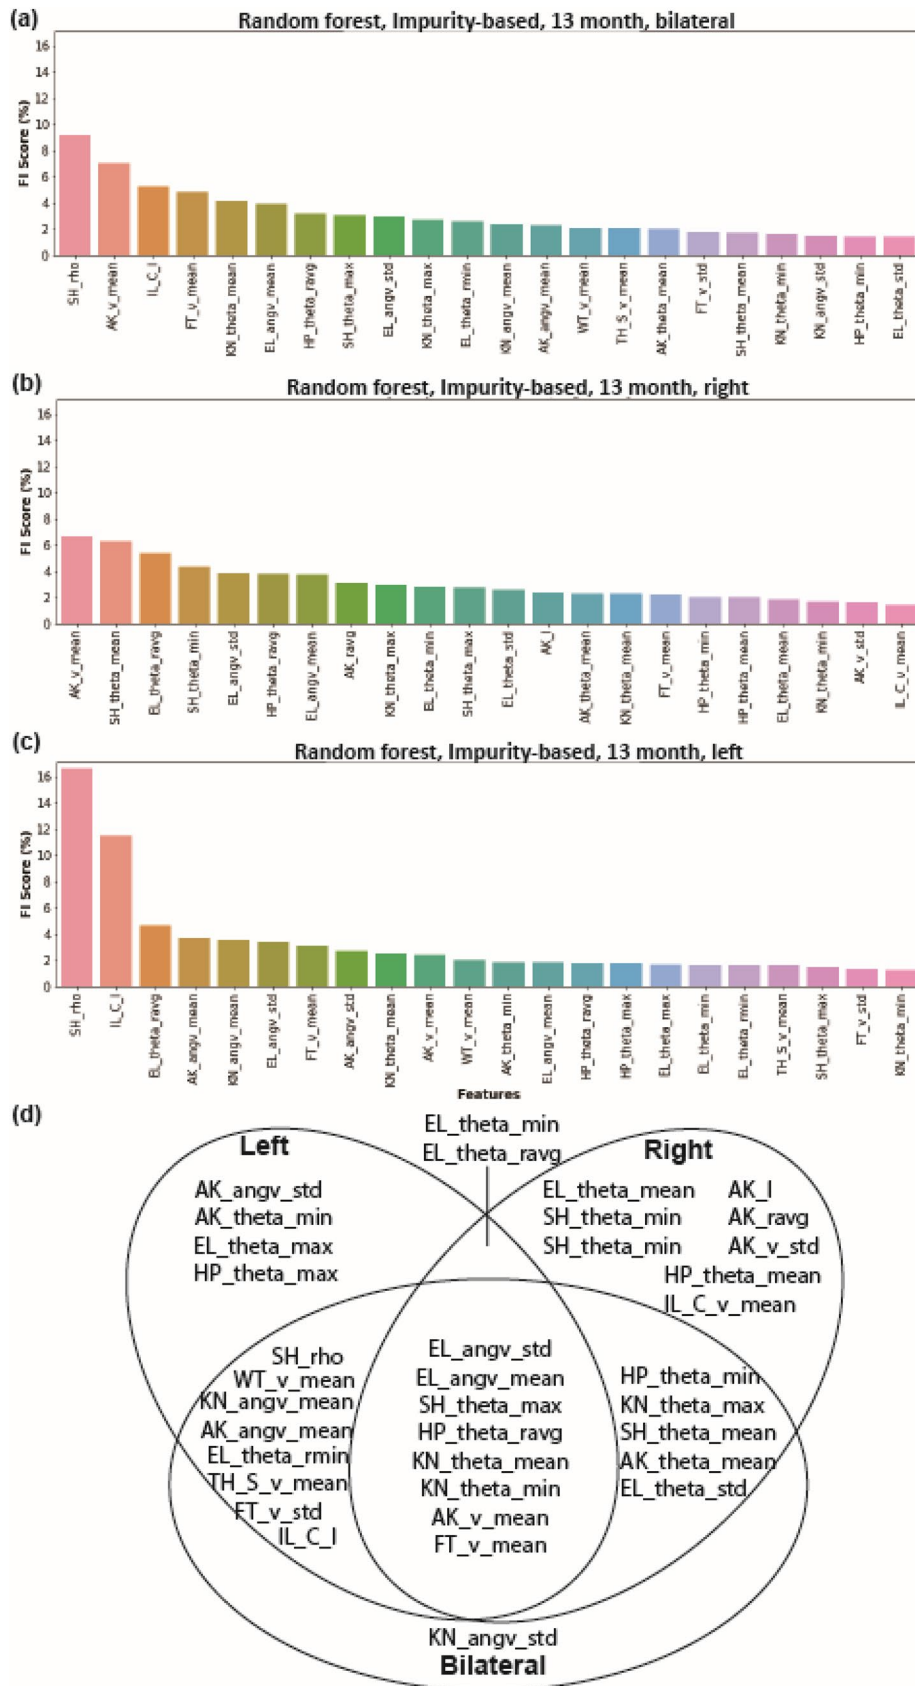 (a)
Random forest, Impurity-based, 13 month, bilateral
FI Score (%)
16
14
12
10
8
6
4
2
0
SH_rho
AK_v_mean
IL_C_l
FT_v_mean
KN_theta_mean
EL_angv_mean
HP_theta_ravg
SH_theta_max
EL_angv_std
KN_theta_max
EL_theta_rmin
KN_angv_mean
AK_angv_mean
WT_v_mean
TH_S_v_mean
AK_theta_mean
FT_v_std
SH_theta_mean
KN_theta_min
KN_angv_std
HP_theta_min
EL_theta_std
(b)
Random forest, Impurity-based, 13 month, right
FI Score (%)
16
14
12
10
8
6
4
2
0
AK_v_mean
SH_theta_mean
EL_theta_ravg
SH_theta_min
EL_angv_std
HP_theta_ravg
EL_angv_mean
AK_ravg
KN_theta_max
EL_theta_min
SH_theta_max
EL_theta_std
AK_l
AK_theta_mean
KN_theta_mean
FT_v_mean
HP_theta_min
HP_theta_mean
EL_theta_mean
KN_theta_min
AK_v_std
IL_C_v_mean
(c)
Random forest, Impurity-based, 13 month, left
FI Score (%)
16
14
12
10
8
6
4
2
0
SH_rho
IL_C_l
EL_theta_ravg
AK_angv_mean
KN_angv_mean
EL_angv_std
FT_v_mean
AK_angv_std
KN_theta_mean
AK_v_mean
WT_v_mean
AK_theta_min
EL_angv_mean
HP_theta_ravg
HP_theta_max
EL_theta_max
EL_theta_min
EL_theta_rmin
TH_S_v_mean
SH_theta_max
FT_v_std
KN_theta_min
Features
(d)
EL_theta_min
EL_theta_ravg
Left
AK_angv_std
AK_theta_min
EL_theta_max
HP_theta_max
Right
EL_theta_mean AK_l
SH_theta_min AK_ravg
SH_theta_min AK_v_std
HP_theta_mean
IL_C_v_mean
SH_rho
WT_v_mean
KN_angv_mean
AK_angv_mean
EL_theta_rmin
TH_S_v_mean
FT_v_std
IL_C_l
EL_angv_std
EL_angv_mean
SH_theta_max
HP_theta_ravg
KN_theta_mean
KN_theta_min
AK_v_mean
FT_v_mean
HP_theta_min
KN_theta_max
SH_theta_mean
AK_theta_mean
EL_theta_std
KN_angv_std
Bilateral